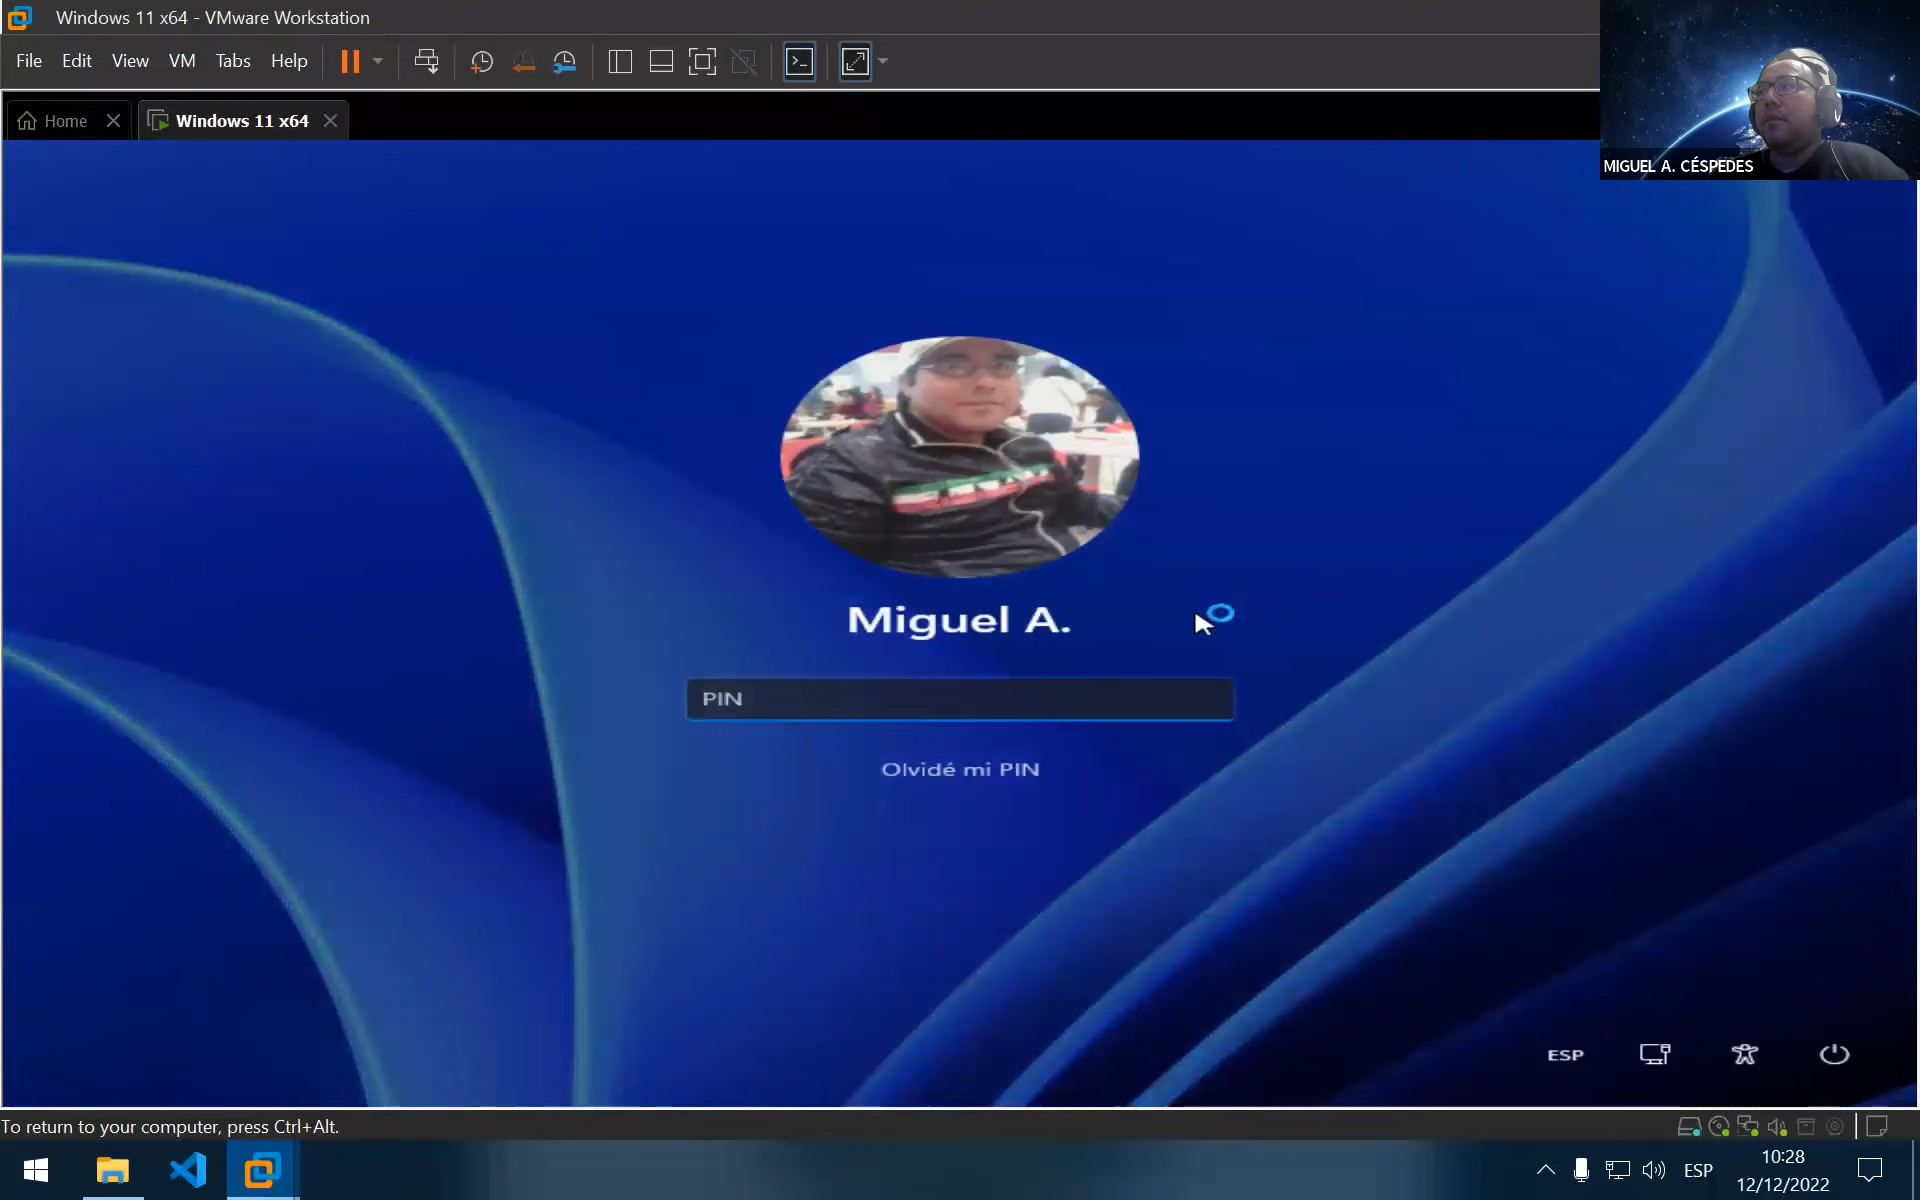 Windows 11 x64 - VMware Workstation
File Edit View VM Tabs Help
Home
Windows 11 x64
MIGUEL A. CÉSPEDES
Miguel A.
PIN
Olvidé mi PIN
ESP
To return to your computer, press Ctrl+Alt.
ESP
10:28
12/12/2022